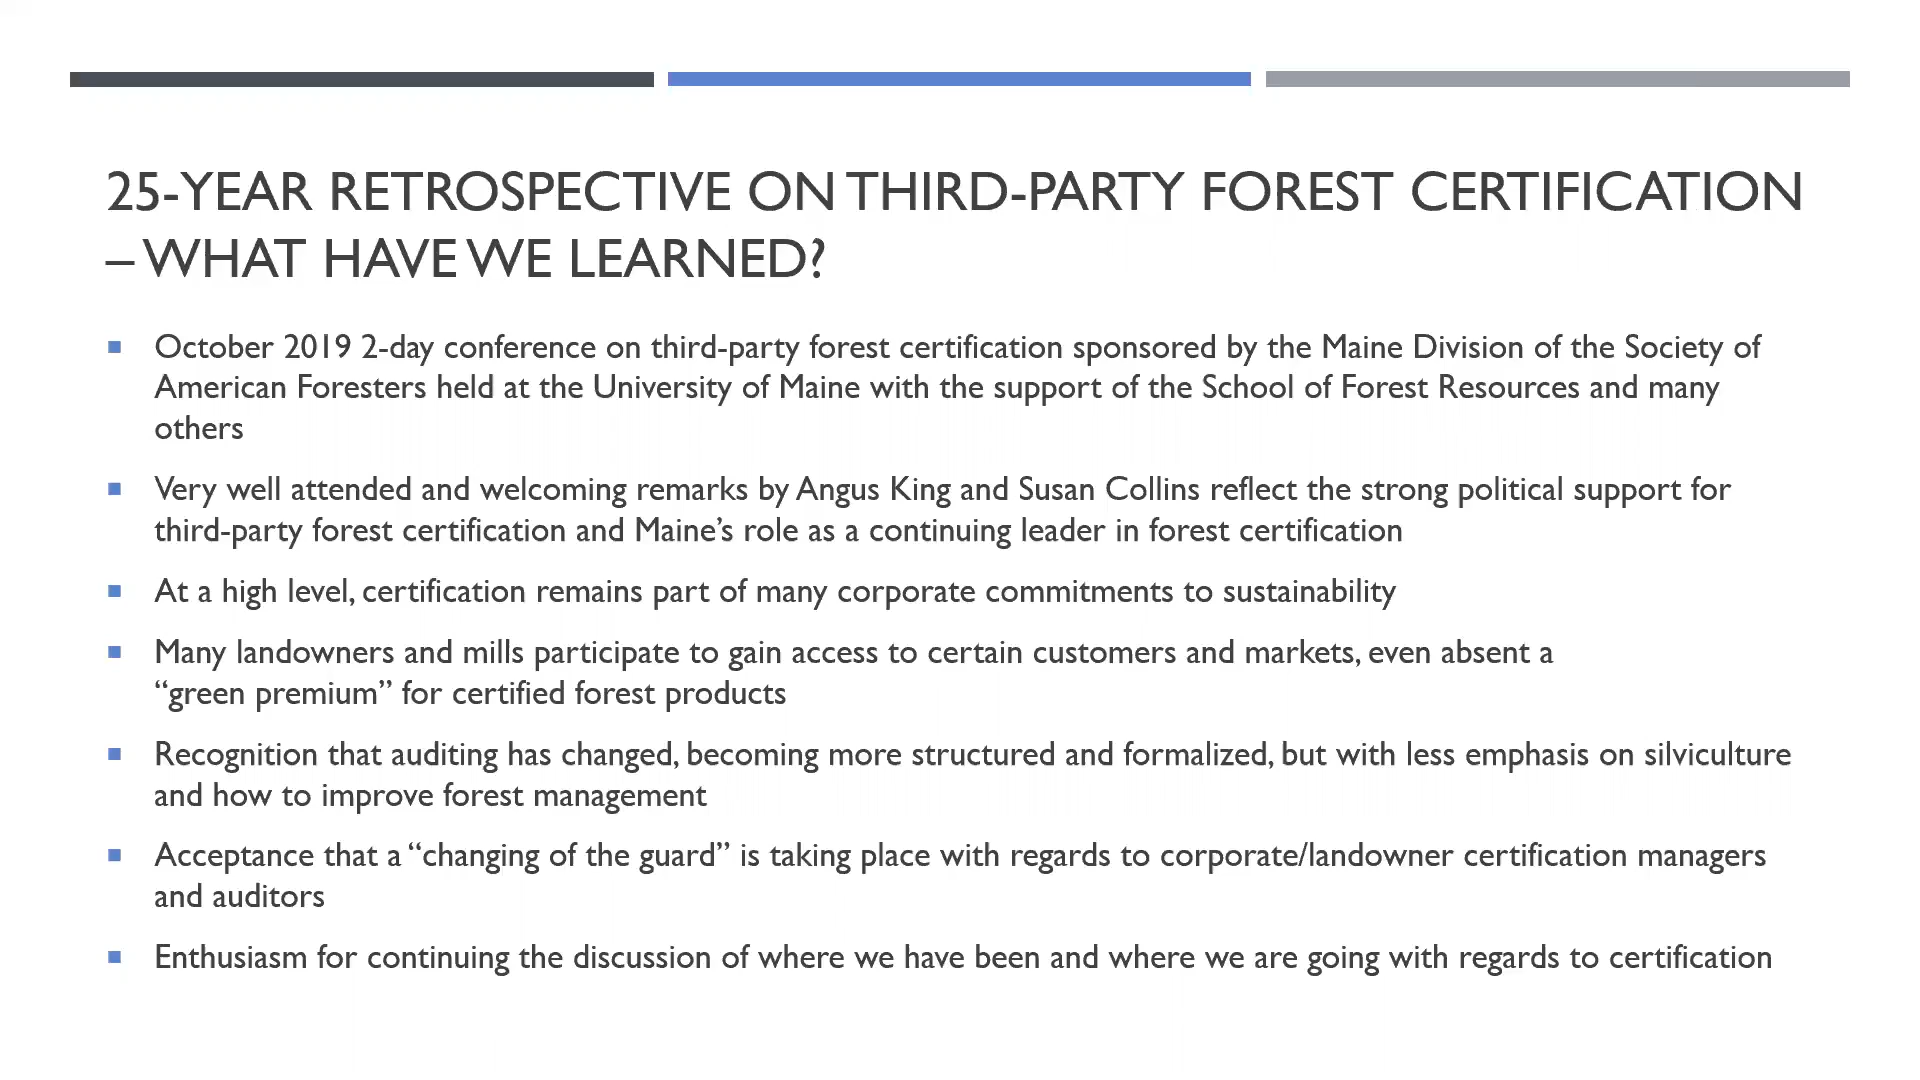 25-YEAR RETROSPECTIVE ON THIRD-PARTY FOREST CERTIFICATION
– WHAT HAVE WE LEARNED?
October 2019 2-day conference on third-party forest certification sponsored by the Maine Division of the Society of
American Foresters held at the University of Maine with the support of the School of Forest Resources and many
others
Very well attended and welcoming remarks by Angus King and Susan Collins reflect the strong political support for
third-party forest certification and Maine’s role as a continuing leader in forest certification
At a high level, certification remains part of many corporate commitments to sustainability
Many landowners and mills participate to gain access to certain customers and markets, even absent a
“green premium” for certified forest products
Recognition that auditing has changed, becoming more structured and formalized, but with less emphasis on silviculture
and how to improve forest management
Acceptance that a “changing of the guard” is taking place with regards to corporate/landowner certification managers
and auditors
Enthusiasm for continuing the discussion of where we have been and where we are going with regards to certification